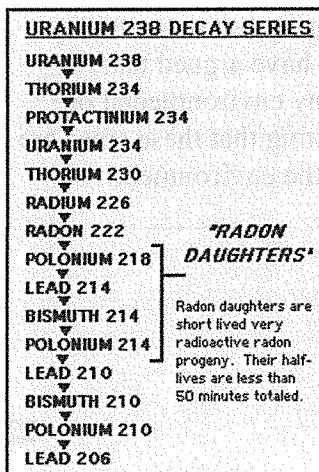 URANIUM 238 DECAY SERIES
URANIUM 238
THORIUM 234
PROTACTINIUM 234
URANIUM 234
THORIUM 230
RADIUM 226
RADON 222
POLONIUM 218
LEAD 214
BISMUTH 214
POLONIUM 214
LEAD 210
BISMUTH 210
POLONIUM 210
LEAD 206
"RADON
DAUGHTERS"
Radon daughters are
short lived very
radioactive radon
progeny. Their half-
lives are less than
50 minutes totaled.